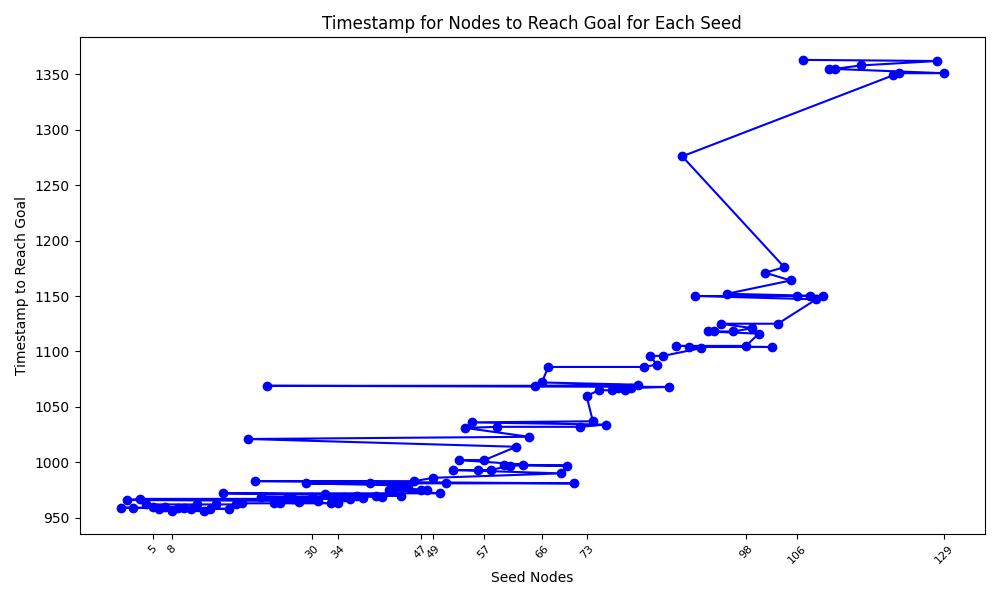 Timestamp for Nodes to Reach Goal for Each Seed
Timestamp to Reach Goal
1350
1300
1250
1200
1150
1100
1050
1000
950
5 8 30 34 47 49 57 66 73 98 106 129
Seed Nodes